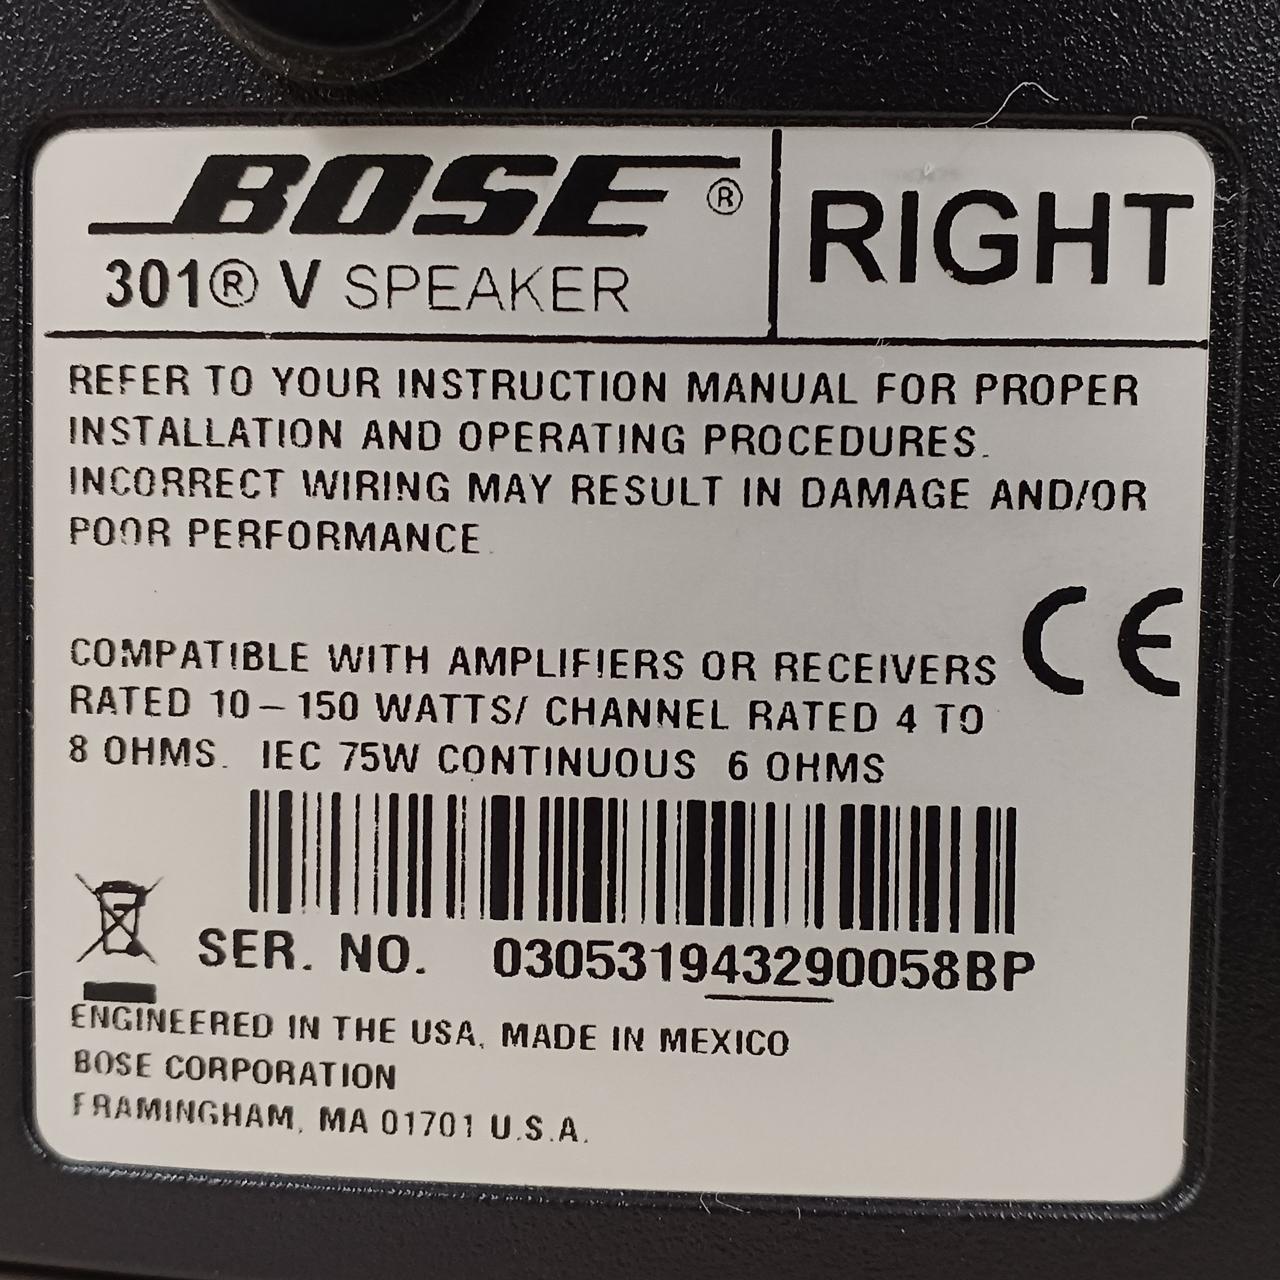 BOSE®
301® V SPEAKER
RIGHT
REFER TO YOUR INSTRUCTION MANUAL FOR PROPER
INSTALLATION AND OPERATING PROCEDURES.
INCORRECT WIRING MAY RESULT IN DAMAGE AND/OR
POOR PERFORMANCE.
CE
COMPATIBLE WITH AMPLIFIERS OR RECEIVERS
RATED 10 – 150 WATTS/ CHANNEL RATED 4 TO
8 OHMS. IEC 75W CONTINUOUS 6 OHMS
SER. NO. 030531943290058BP
ENGINEERED IN THE USA, MADE IN MEXICO
BOSE CORPORATION
FRAMINGHAM, MA 01701 U.S.A.